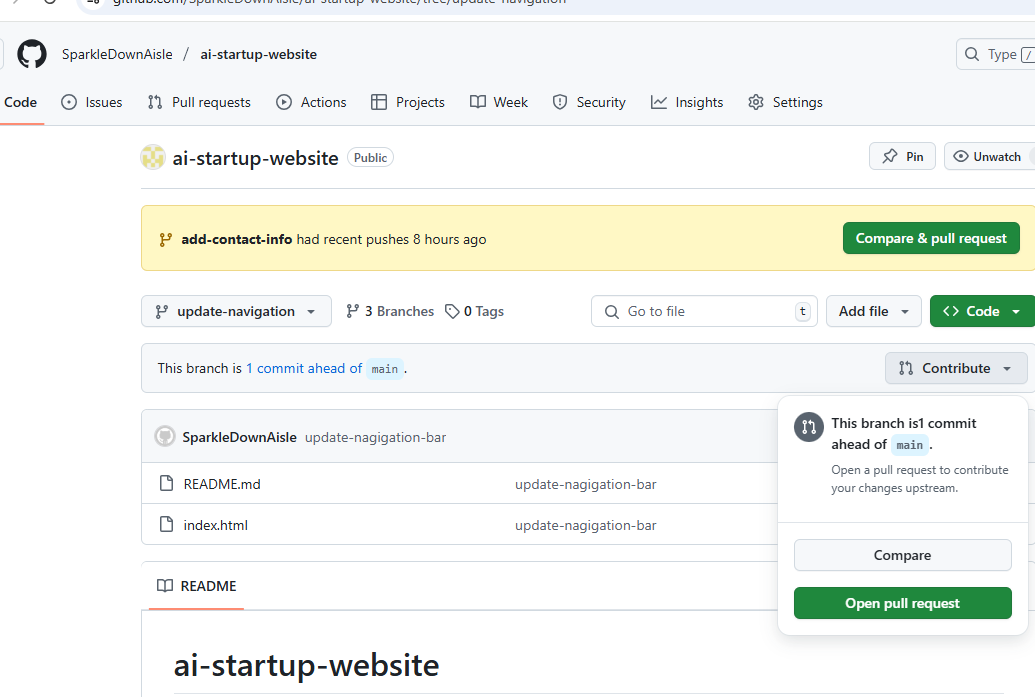 github.com/SparkleDownAisle/ai-startup-website/tree/update-navigation
SparkleDownAisle / ai-startup-website
Type /
Code Issues Pull requests Actions Projects Week Security Insights Settings
ai-startup-website Public
Pin Unwatch
add-contact-info had recent pushes 8 hours ago
Compare & pull request
update-navigation 3 Branches 0 Tags
Go to file t
Add file
<> Code
This branch is 1 commit ahead of main .
Contribute
This branch is1 commit
ahead of main .
Open a pull request to contribute
your changes upstream.
Compare
Open pull request
SparkleDownAisle update-nagigation-bar
README.md update-nagigation-bar
index.html update-nagigation-bar
README
ai-startup-website